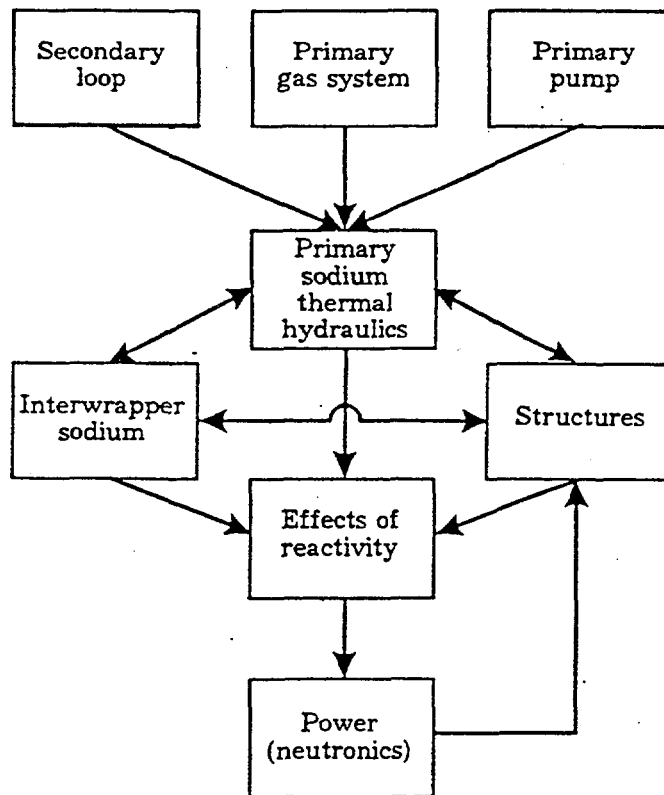 Secondary
loop
Primary
gas system
Primary
pump
Primary
sodium
thermal
hydraulics
Interwrapper
sodium
Structures
Effects of
reactivity
Power
(neutronics)